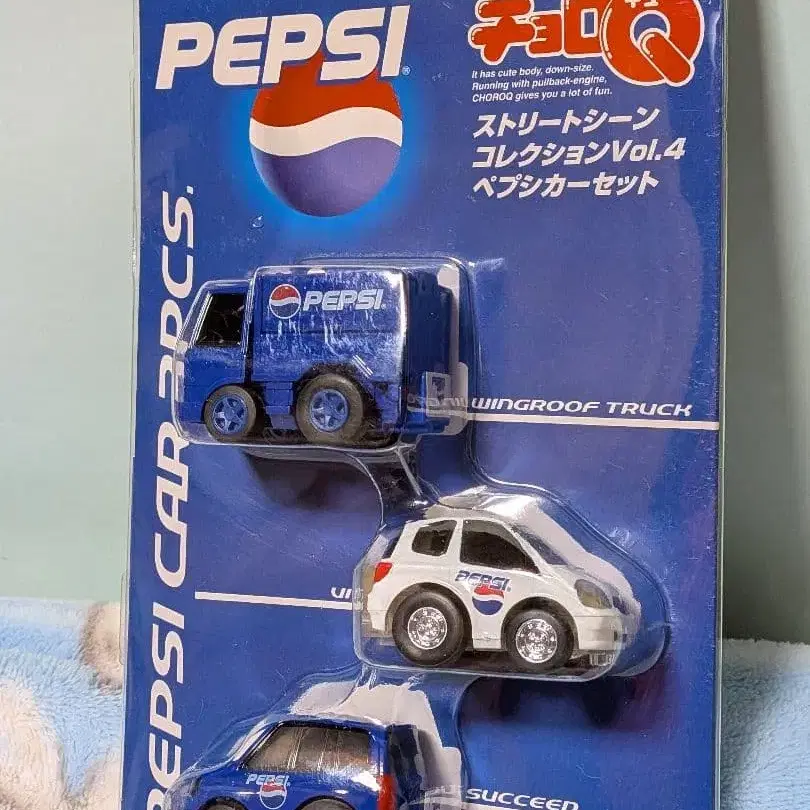 PEPSI®
チョロQ
It has cute body, down-size.
Running with pullback-engine,
CHOROQ gives you a lot of fun.
ストリートシーン
コレクションVol.4
ペプシカーセット
PEPSI CAR 3PCS.
PEPSI.
WINGROOF TRUCK
PEPSI.
PEPSI.
SUCCEED